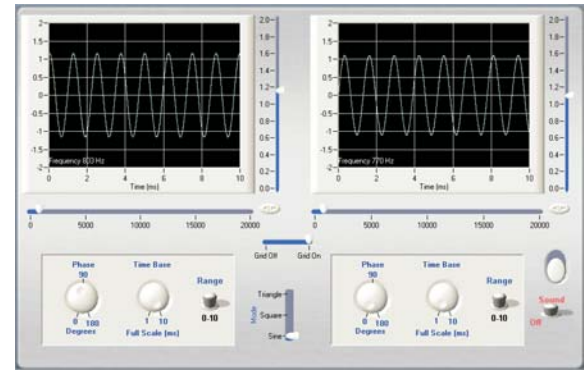 2-
1.5-
1-
0.5-
0-
-0.5-
-1-
-1.5-
-2-
Frequency 803 Hz
0 2 4 6 8 10
Time (ms)
2.0-
1.8-
1.6-
1.4-
1.2-
1.0-
0.8-
0.6-
0.4-
0.2-
0.0-
0 5000 10000 15000 20000
2-
1.5-
1-
0.5-
0-
-0.5-
-1-
-1.5-
-2-
Frequency 770 Hz
0 2 4 6 8 10
Time (ms)
2.0-
1.8-
1.6-
1.4-
1.2-
1.0-
0.8-
0.6-
0.4-
0.2-
0.0-
0 5000 10000 15000 20000
Grid Off Grid On
Phase
90
0 180
Degrees
Time Base
1 10
Full Scale (ms)
Range
0-10
Triangle
Square
Sine
Mode
Phase
90
0 180
Degrees
Time Base
1 10
Full Scale (ms)
Range
0-10
Sound
Off